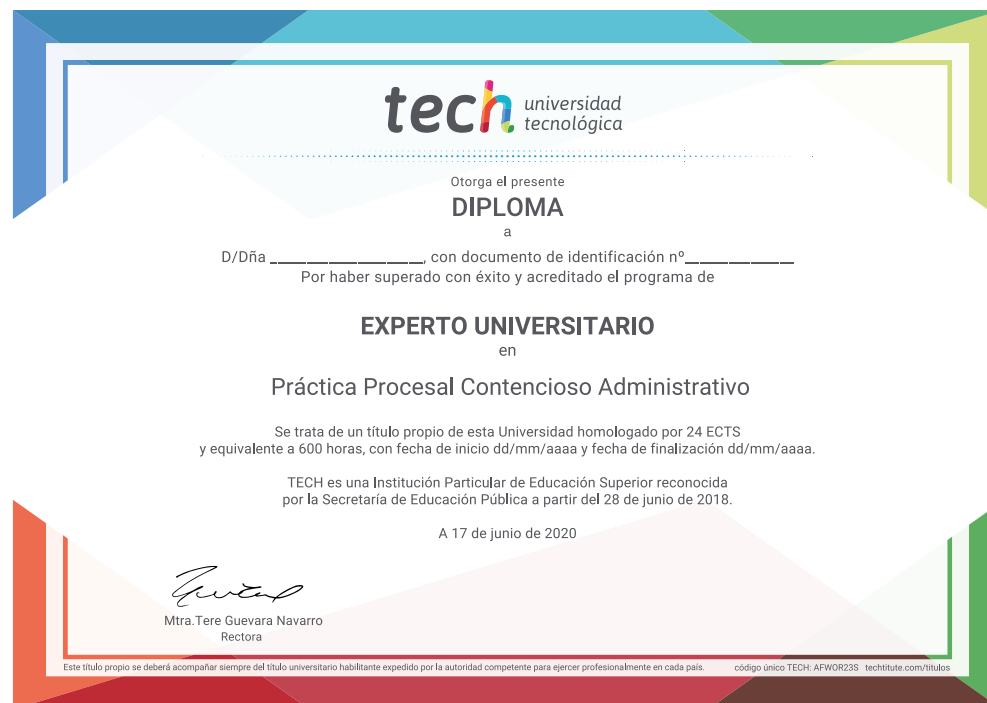 tech universidad
tecnológica
Otorga el presente
DIPLOMA
a
D/Dña ____________________, con documento de identificación nº______________
Por haber superado con éxito y acreditado el programa de
EXPERTO UNIVERSITARIO
en
Práctica Procesal Contencioso Administrativo
Se trata de un título propio de esta Universidad homologado por 24 ECTS
y equivalente a 600 horas, con fecha de inicio dd/mm/aaaa y fecha de finalización dd/mm/aaaa.
TECH es una Institución Particular de Educación Superior reconocida
por la Secretaría de Educación Pública a partir del 28 de junio de 2018.
A 17 de junio de 2020
Mtra.Tere Guevara Navarro
Rectora
Este título propio se deberá acompañar siempre del título universitario habilitante expedido por la autoridad competente para ejercer profesionalmente en cada país. código único TECH: AFWOR23S techtitute.com/titulos